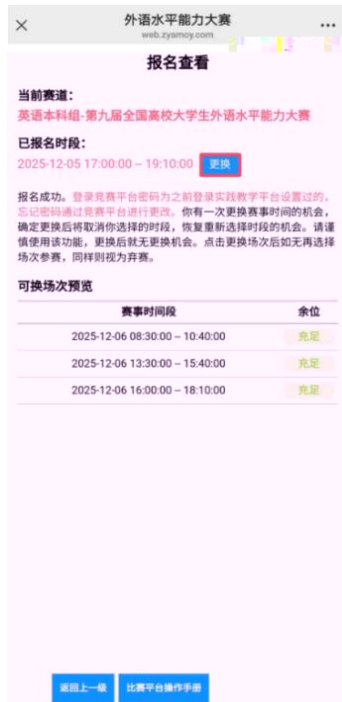 外语水平能力大赛
web.zyamoy.com
报名查看
当前赛道：
英语本科组-第九届全国高校大学生外语水平能力大赛
已报名时段：
2025-12-05 17:00:00 -- 19:10:00 更换
报名成功。登录竞赛平台密码为之前登录实践教学平台设置过的，
忘记密码通过竞赛平台进行更改。你有一次更换赛事时间的机会，
确定更换后将取消你选择的时段，恢复重新选择时段的机会。请谨
慎使用该功能，更换后就无更换机会。点击更换场次后如无再选择
场次参赛，同样则视为弃赛。
可换场次预览
赛事时间段 余位
2025-12-06 08:30:00 -- 10:40:00 充足
2025-12-06 13:30:00 -- 15:40:00 充足
2025-12-06 16:00:00 -- 18:10:00 充足
返回上一级 比赛平台操作手册